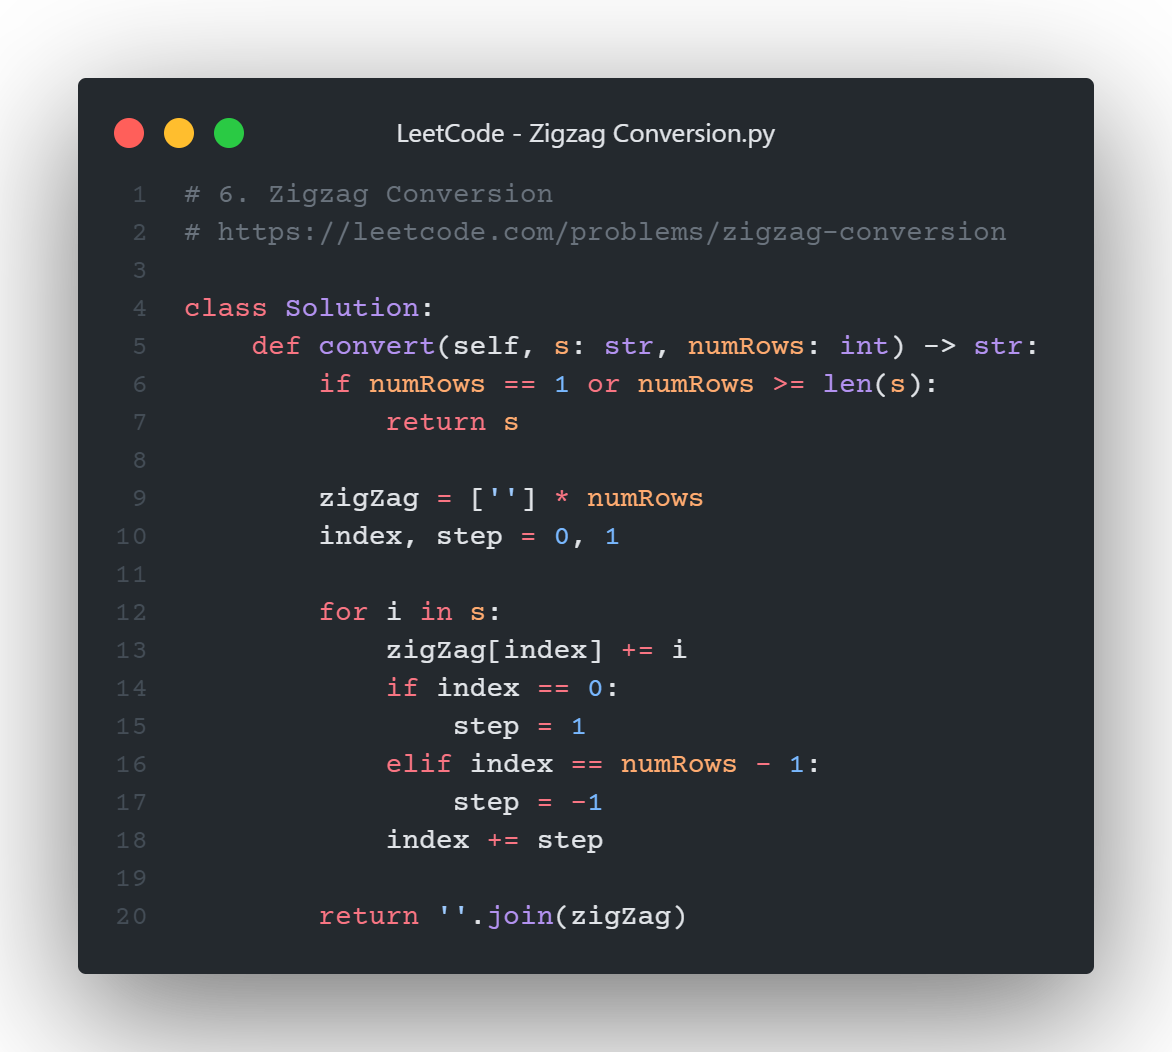 LeetCode - Zigzag Conversion.py
1 # 6. Zigzag Conversion
2 # https://leetcode.com/problems/zigzag-conversion
3
4 class Solution:
5     def convert(self, s: str, numRows: int) -> str:
6         if numRows == 1 or numRows >= len(s):
7             return s
8
9         zigZag = [''] * numRows
10         index, step = 0, 1
11
12         for i in s:
13             zigZag[index] += i
14             if index == 0:
15                 step = 1
16             elif index == numRows - 1:
17                 step = -1
18             index += step
19
20         return ''.join(zigZag)